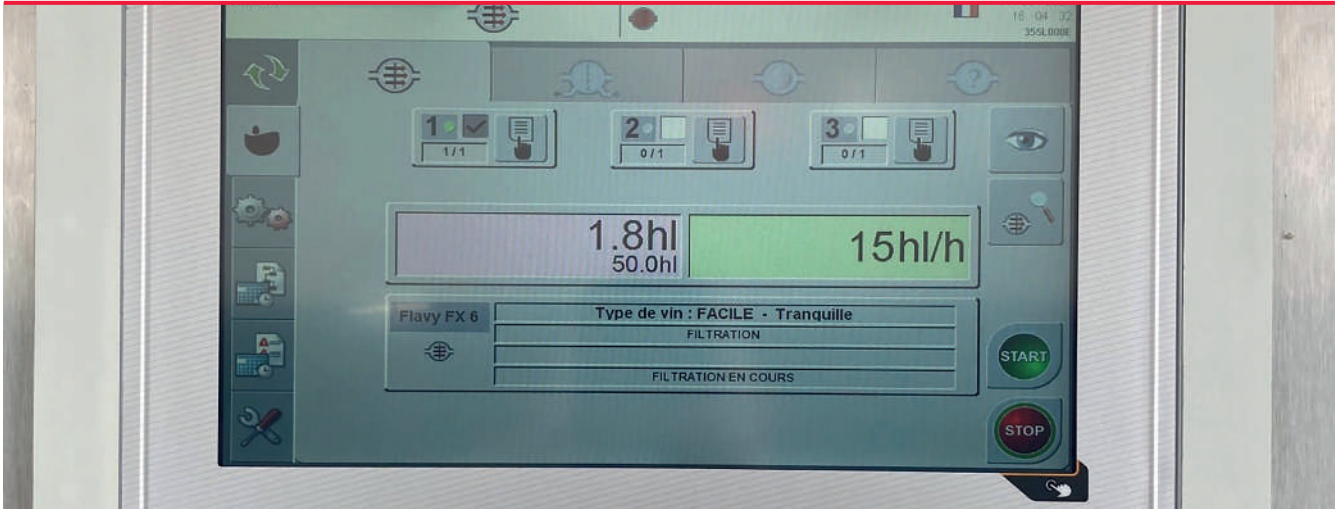 16 04 32
355L000E
1
2
3
1/1
0/1
0/1
1.8hl
50.0hl
15hl/h
Flavy FX 6
Type de vin : FACILE - Tranquille
FILTRATION
FILTRATION EN COURS
START
STOP